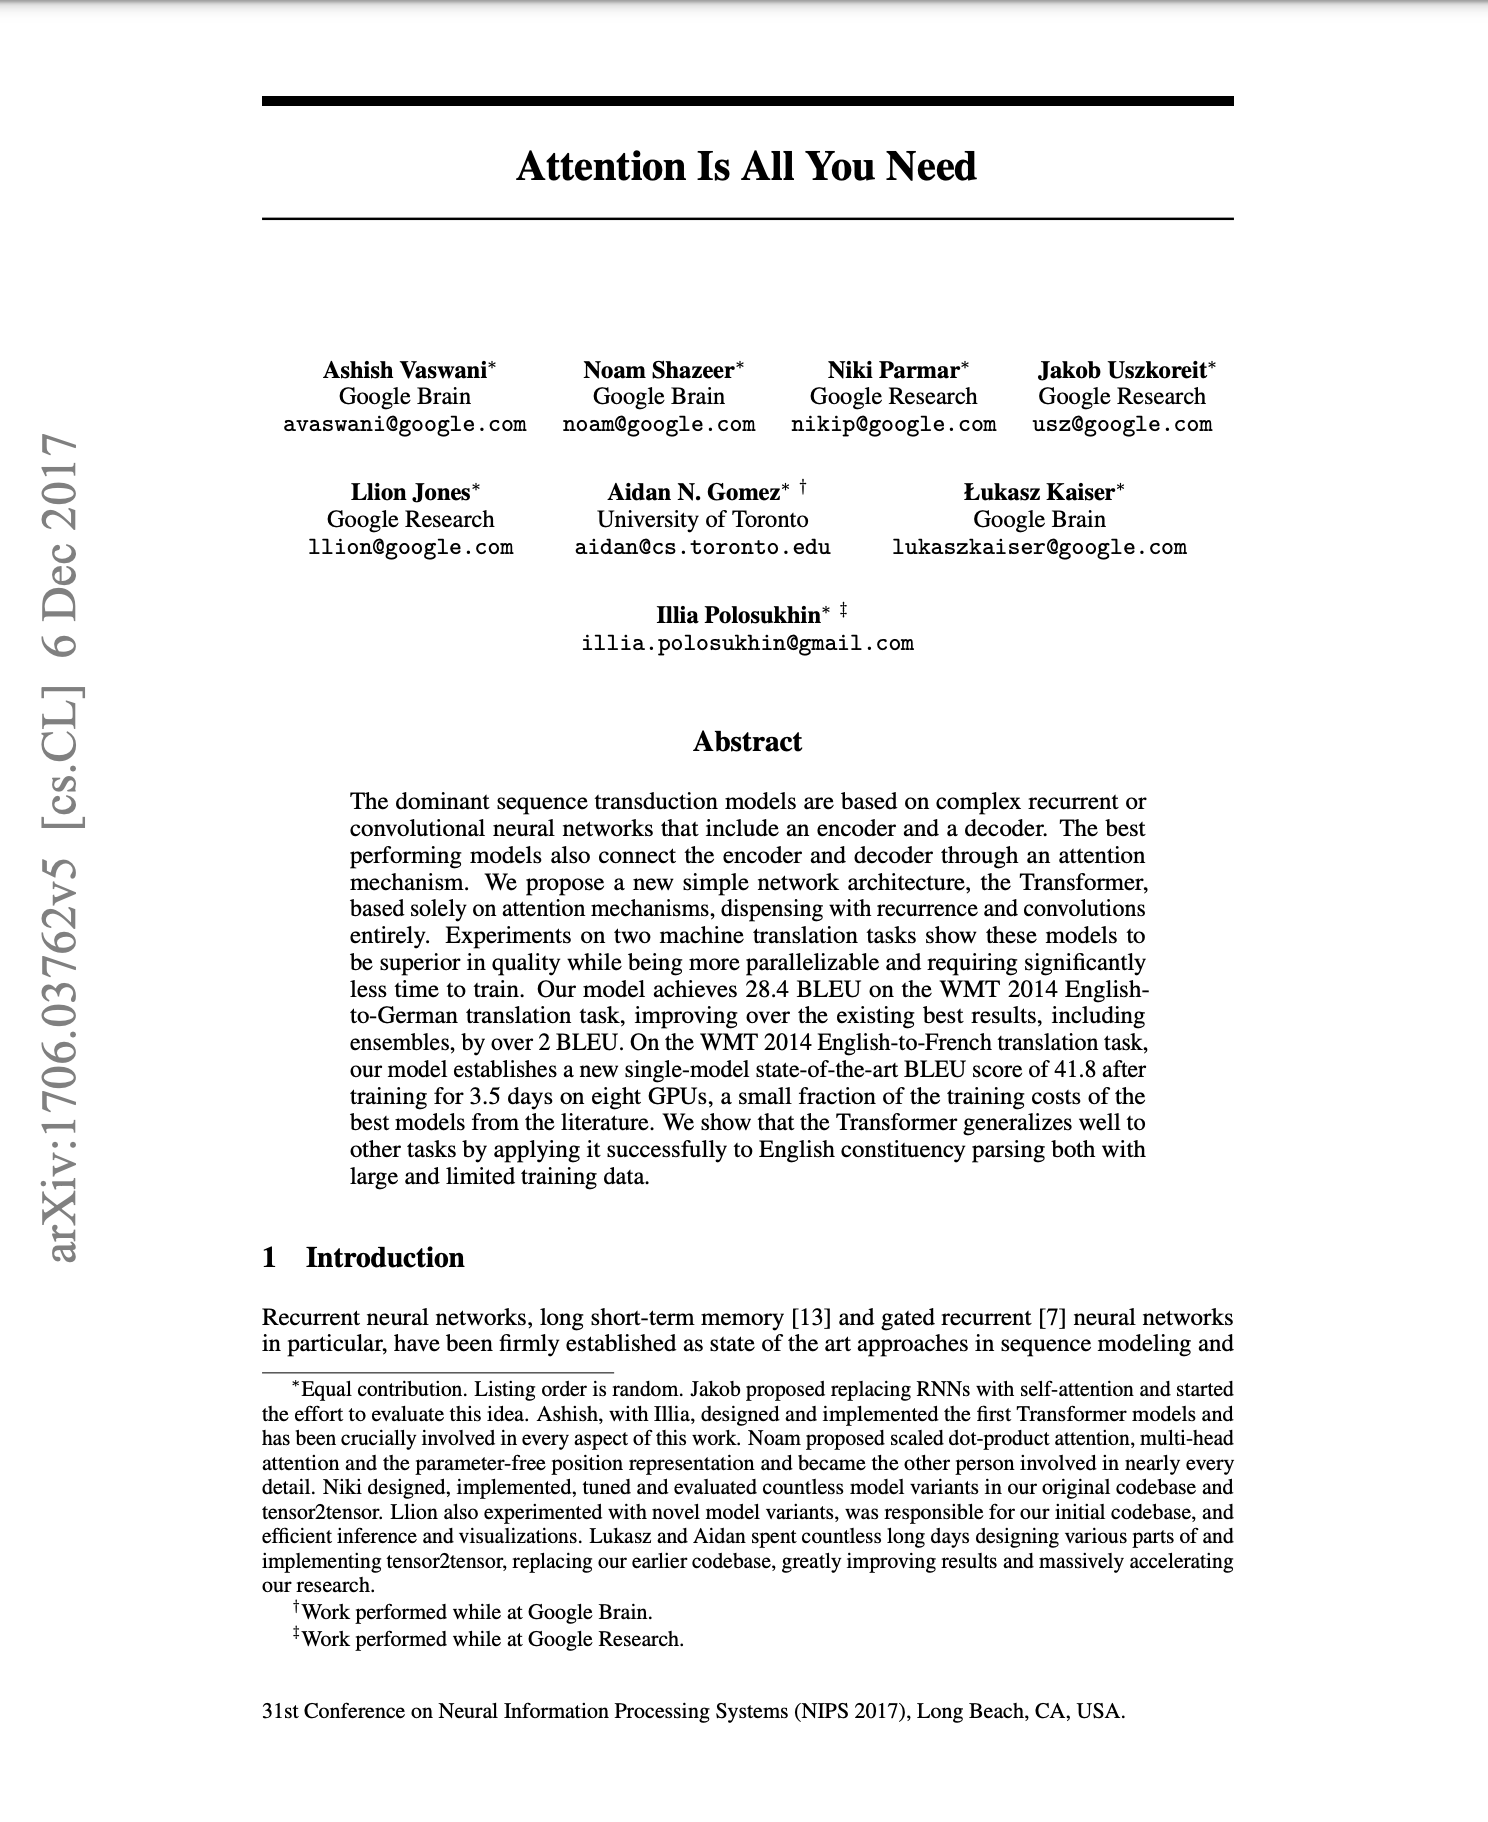 Attention Is All You Need
Ashish Vaswani∗
Google Brain
avaswani@google.com
Noam Shazeer∗
Google Brain
noam@google.com
Niki Parmar∗
Google Research
nikip@google.com
Jakob Uszkoreit∗
Google Research
usz@google.com
Llion Jones∗
Google Research
llion@google.com
Aidan N. Gomez∗ †
University of Toronto
aidan@cs.toronto.edu
Łukasz Kaiser∗
Google Brain
lukaszkaiser@google.com
Illia Polosukhin∗ ‡
illia.polosukhin@gmail.com
Abstract
The dominant sequence transduction models are based on complex recurrent or
convolutional neural networks that include an encoder and a decoder. The best
performing models also connect the encoder and decoder through an attention
mechanism. We propose a new simple network architecture, the Transformer,
based solely on attention mechanisms, dispensing with recurrence and convolutions
entirely. Experiments on two machine translation tasks show these models to
be superior in quality while being more parallelizable and requiring significantly
less time to train. Our model achieves 28.4 BLEU on the WMT 2014 English-
to-German translation task, improving over the existing best results, including
ensembles, by over 2 BLEU. On the WMT 2014 English-to-French translation task,
our model establishes a new single-model state-of-the-art BLEU score of 41.8 after
training for 3.5 days on eight GPUs, a small fraction of the training costs of the
best models from the literature. We show that the Transformer generalizes well to
other tasks by applying it successfully to English constituency parsing both with
large and limited training data.
1 Introduction
Recurrent neural networks, long short-term memory [13] and gated recurrent [7] neural networks
in particular, have been firmly established as state of the art approaches in sequence modeling and
∗Equal contribution. Listing order is random. Jakob proposed replacing RNNs with self-attention and started
the effort to evaluate this idea. Ashish, with Illia, designed and implemented the first Transformer models and
has been crucially involved in every aspect of this work. Noam proposed scaled dot-product attention, multi-head
attention and the parameter-free position representation and became the other person involved in nearly every
detail. Niki designed, implemented, tuned and evaluated countless model variants in our original codebase and
tensor2tensor. Llion also experimented with novel model variants, was responsible for our initial codebase, and
efficient inference and visualizations. Lukasz and Aidan spent countless long days designing various parts of and
implementing tensor2tensor, replacing our earlier codebase, greatly improving results and massively accelerating
our research.
†Work performed while at Google Brain.
‡Work performed while at Google Research.
31st Conference on Neural Information Processing Systems (NIPS 2017), Long Beach, CA, USA.
arXiv:1706.03762v5 [cs.CL] 6 Dec 2017